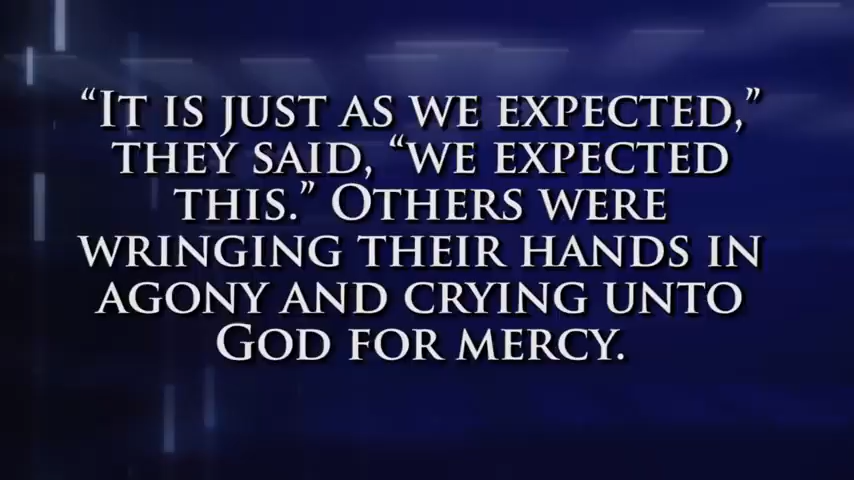 “It is just as we expected,”
they said, “we expected
this.” Others were
wringing their hands in
agony and crying unto
God for mercy.